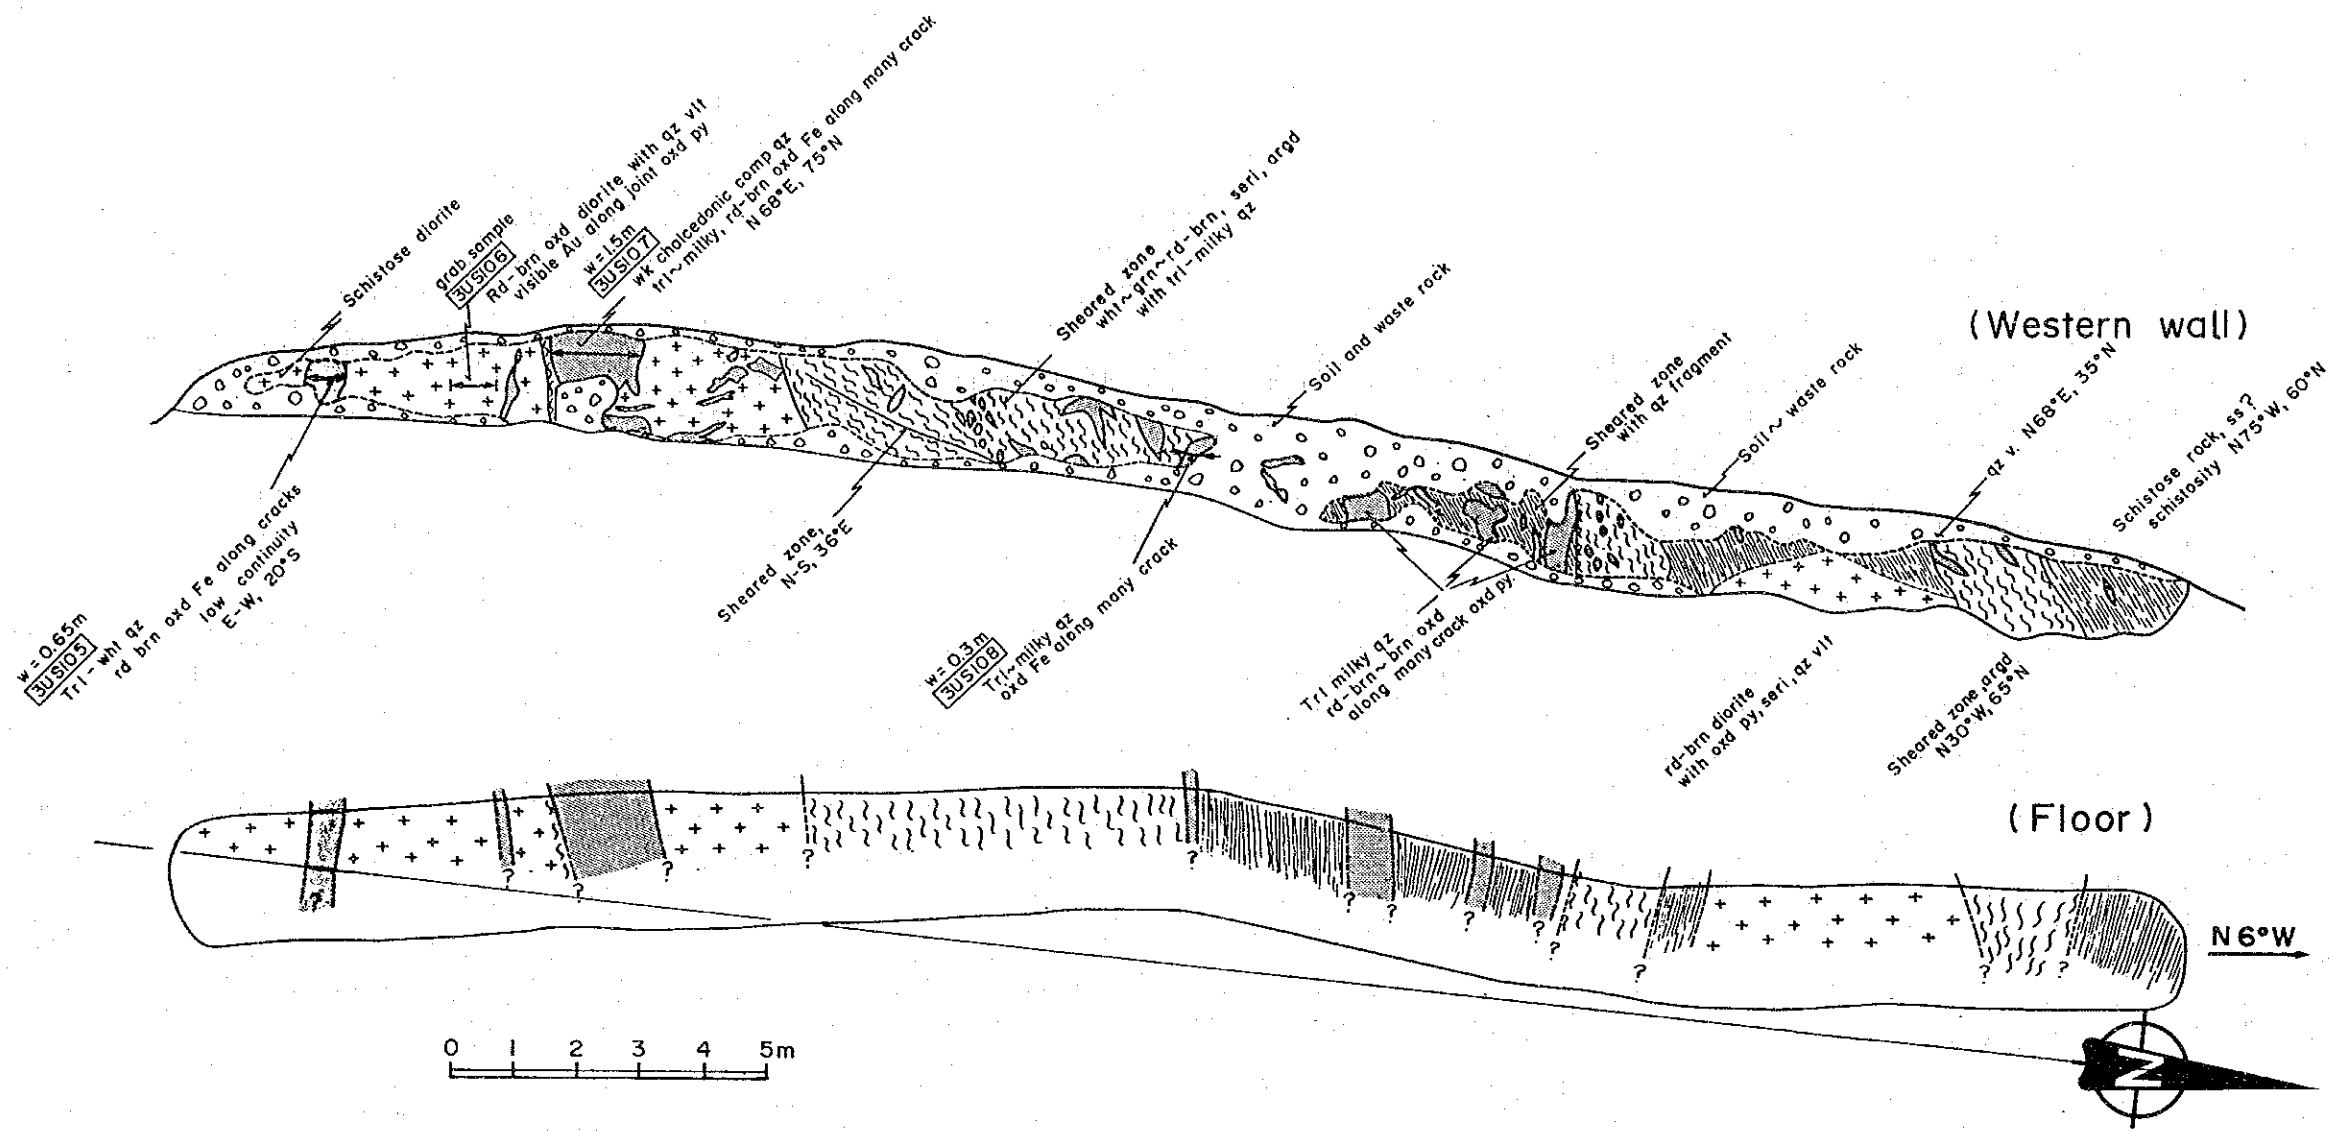 Schistose diorite
grab sample
3US106
Rd-brn oxd diorite with qz vlt
visible Au along joint oxd py
w=1.5m
3US107
wk chalcedonic comp qz
trl~milky, rd-brn oxd Fe along many crack
N68°E, 75°N
Sheared zone
wht~grn~rd-brn, seri, argd
with trl-milky qz
Soil and waste rock
Sheared zone
with qz fragment
Soil~waste rock
(Western wall)
qz v. N68°E, 35°N
Schistose rock, ss?
schistosity N75°W, 60°N
w=0.65m
3US105
Trl-wht qz
rd brn oxd Fe along cracks
low continuity
E-W, 20°S
Sheared zone,
N-S, 36°E
w=0.3m
3US108
Trl~milky qz
oxd Fe along many crack
Trl milky qz
rd-brn~brn oxd
along many crack oxd py
rd-brn diorite
with oxd py, seri, qz vlt
Sheared zone, argd
N30°W, 65°N
(Floor)
? ? ? ? ? ? ? ? ? ? ? ? ? ?
N6°W
0 1 2 3 4 5m
N